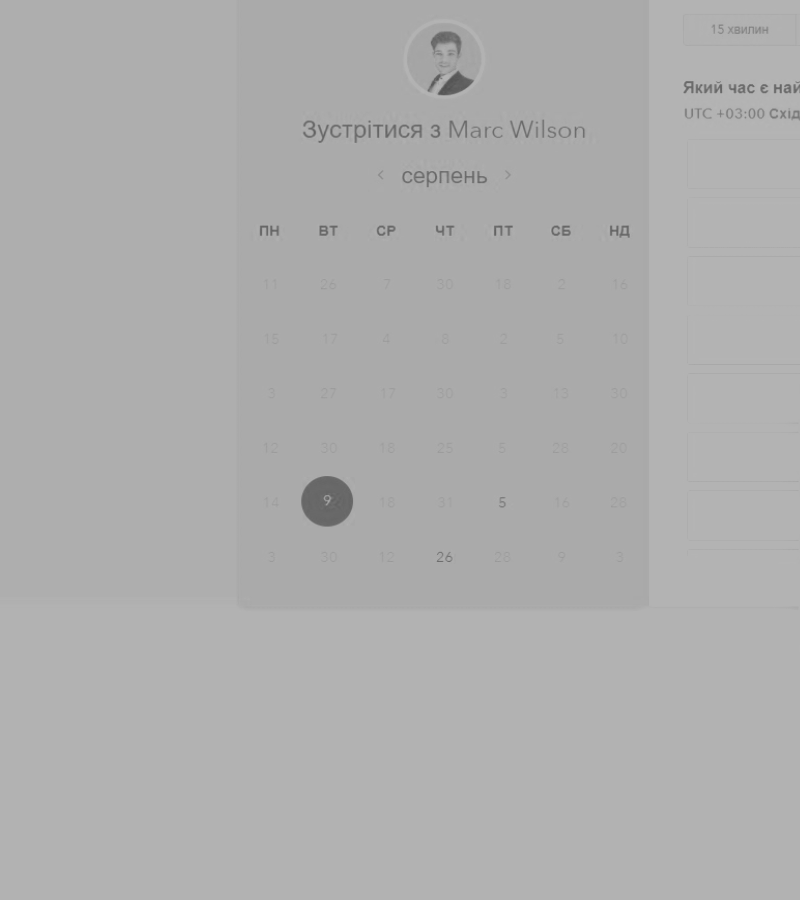 15 хвилин
Який час є най
UTC +03:00 Схід
Зустрітися з Marc Wilson
‹ серпень ›
ПН ВТ СР ЧТ ПТ СБ НД
11 26 7 30 18 2 16
15 17 4 8 2 5 10
3 27 17 30 3 13 30
12 30 18 25 5 28 20
14 9 18 31 5 16 28
3 30 12 26 28 9 3